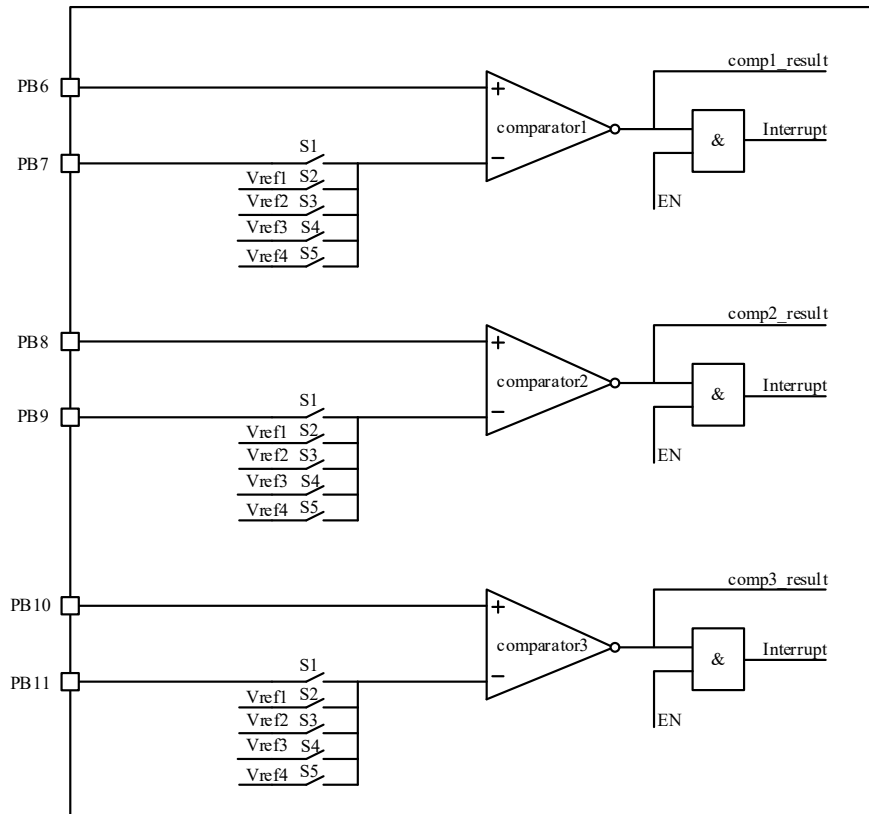 comp1_result
PB6
+
comparator1
&
Interrupt
PB7
S1
−
Vref1 S2
Vref2 S3
EN
Vref3 S4
Vref4 S5
comp2_result
PB8
+
comparator2
&
Interrupt
PB9
S1
−
Vref1 S2
Vref2 S3
EN
Vref3 S4
Vref4 S5
comp3_result
PB10
+
comparator3
&
Interrupt
PB11
S1
−
Vref1 S2
Vref2 S3
EN
Vref3 S4
Vref4 S5